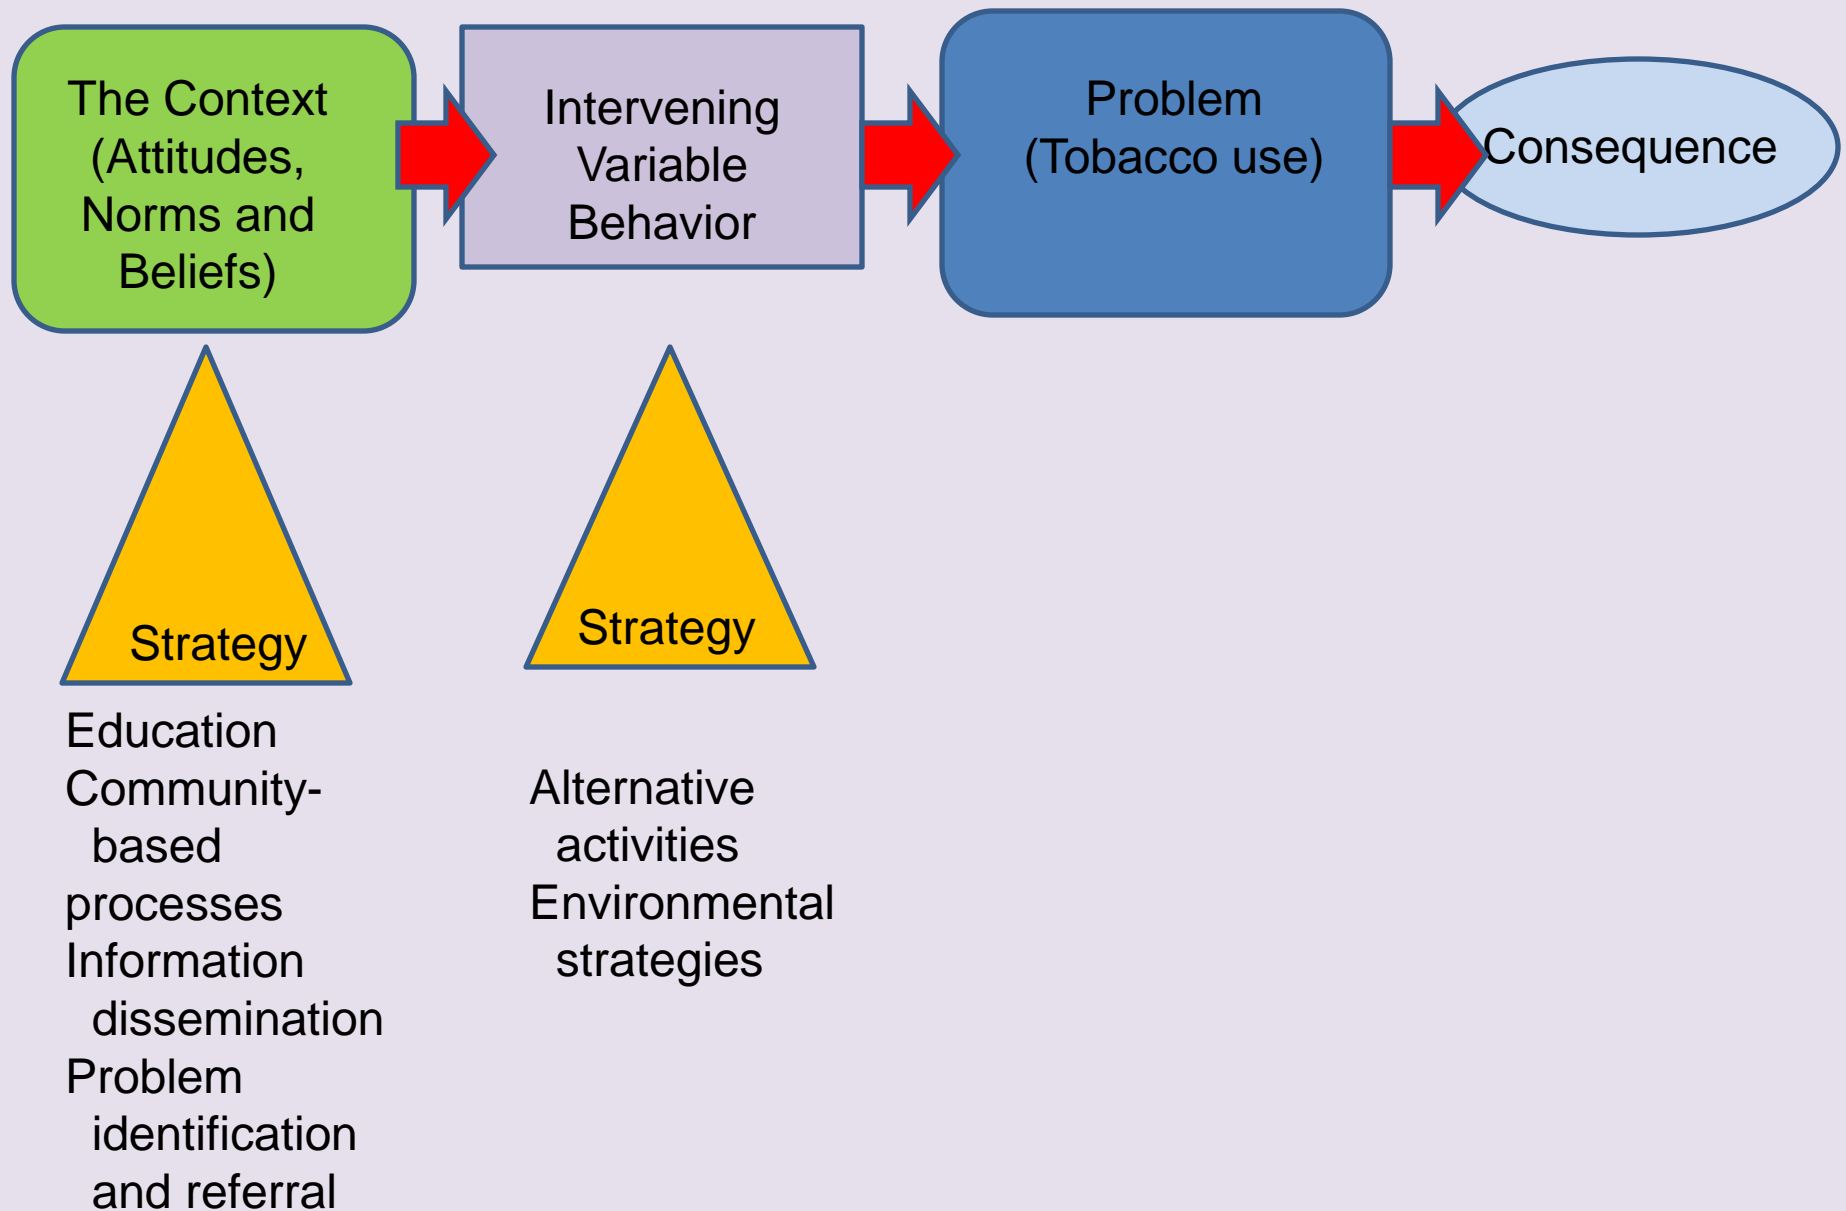 The Context
(Attitudes,
Norms and
Beliefs)
Intervening
Variable
Behavior
Problem
(Tobacco use)
Consequence
Strategy
Education
Community-
based
processes
Information
dissemination
Problem
identification
and referral
Strategy
Alternative
activities
Environmental
strategies